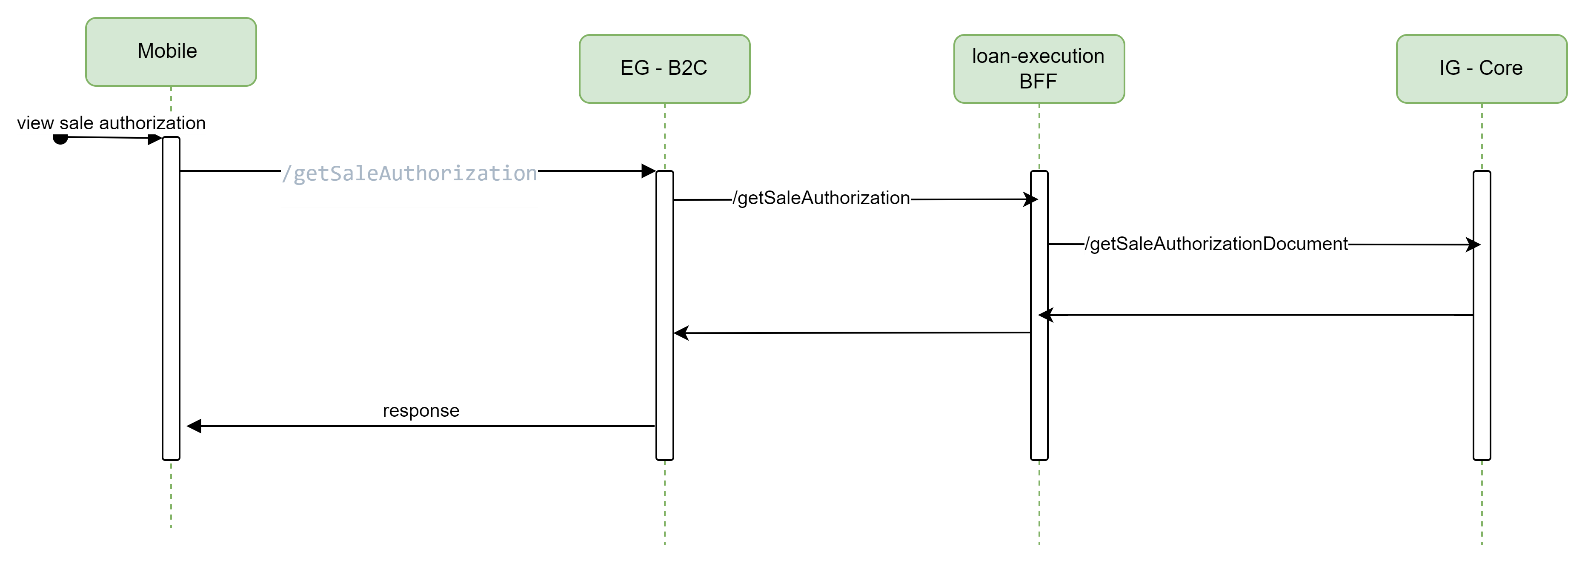 Mobile
EG - B2C
loan-execution
BFF
IG - Core
view sale authorization
/getSaleAuthorization
/getSaleAuthorization
/getSaleAuthorizationDocument
response